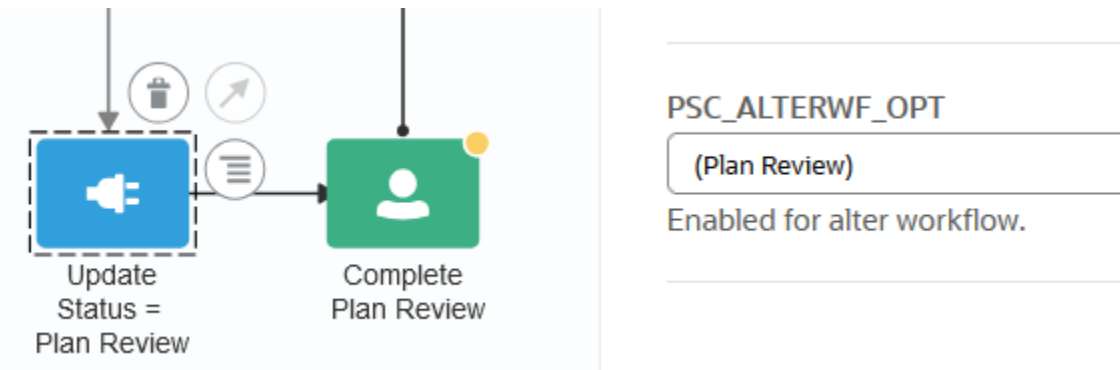 Update
Status =
Plan Review
Complete
Plan Review
PSC_ALTERWF_OPT
(Plan Review)
Enabled for alter workflow.